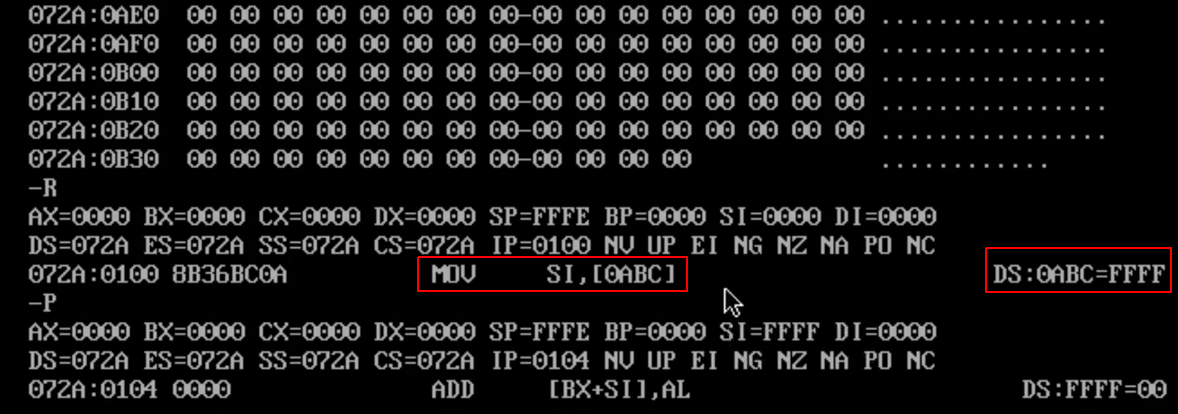 072A:0AE0 00 00 00 00 00 00 00 00-00 00 00 00 00 00 00 00 ................
072A:0AF0 00 00 00 00 00 00 00 00-00 00 00 00 00 00 00 00 ................
072A:0B00 00 00 00 00 00 00 00 00-00 00 00 00 00 00 00 00 ................
072A:0B10 00 00 00 00 00 00 00 00-00 00 00 00 00 00 00 00 ................
072A:0B20 00 00 00 00 00 00 00 00-00 00 00 00 00 00 00 00 ................
072A:0B30 00 00 00 00 00 00 00 00-00 00 00 00 ............
-R
AX=0000 BX=0000 CX=0000 DX=0000 SP=FFFE BP=0000 SI=0000 DI=0000
DS=072A ES=072A SS=072A CS=072A IP=0100 NV UP EI NG NZ NA PO NC
072A:0100 8B36BC0A MOV SI,[0ABC] DS:0ABC=FFFF
-P
AX=0000 BX=0000 CX=0000 DX=0000 SP=FFFE BP=0000 SI=FFFF DI=0000
DS=072A ES=072A SS=072A CS=072A IP=0104 NV UP EI NG NZ NA PO NC
072A:0104 0000 ADD [BX+SI],AL DS:FFFF=00